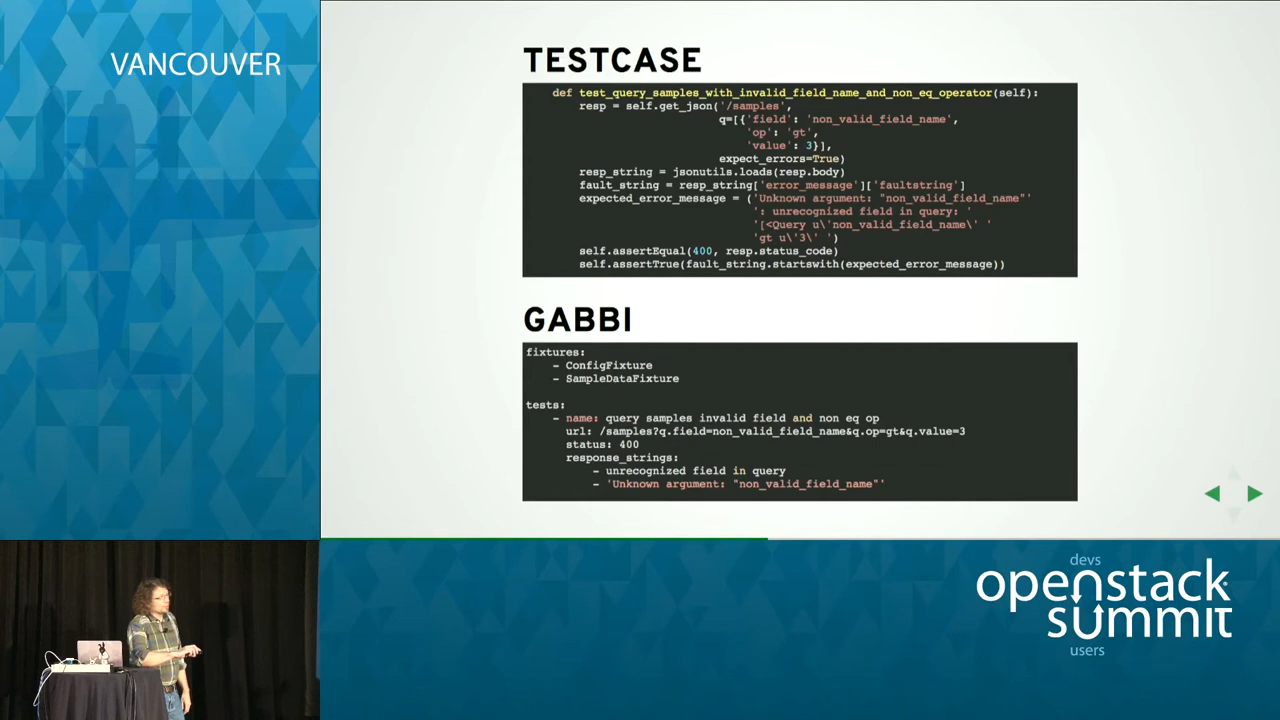 VANCOUVER
TESTCASE
def test_query_samples_with_invalid_field_name_and_non_eq_operator(self):
resp = self.get_json('/samples',
q=[{'field': 'non_valid_field_name',
'op': 'gt',
'value': 3}],
expect_errors=True)
resp_string = jsonutils.loads(resp.body)
fault_string = resp_string['error_message']['faultstring']
expected_error_message = ('Unknown argument: "non_valid_field_name"'
': unrecognized field in query: '
'[<Query u\'non_valid_field_name\' '
'gt u\'3\' ')
self.assertEqual(400, resp.status_code)
self.assertTrue(fault_string.startswith(expected_error_message))
GABBI
fixtures:
- ConfigFixture
- SampleDataFixture
tests:
- name: query samples invalid field and non eq op
url: /samples?q.field=non_valid_field_name&q.op=gt&q.value=3
status: 400
response_strings:
- unrecognized field in query
- 'Unknown argument: "non_valid_field_name"'
devs
openstack
summit
users